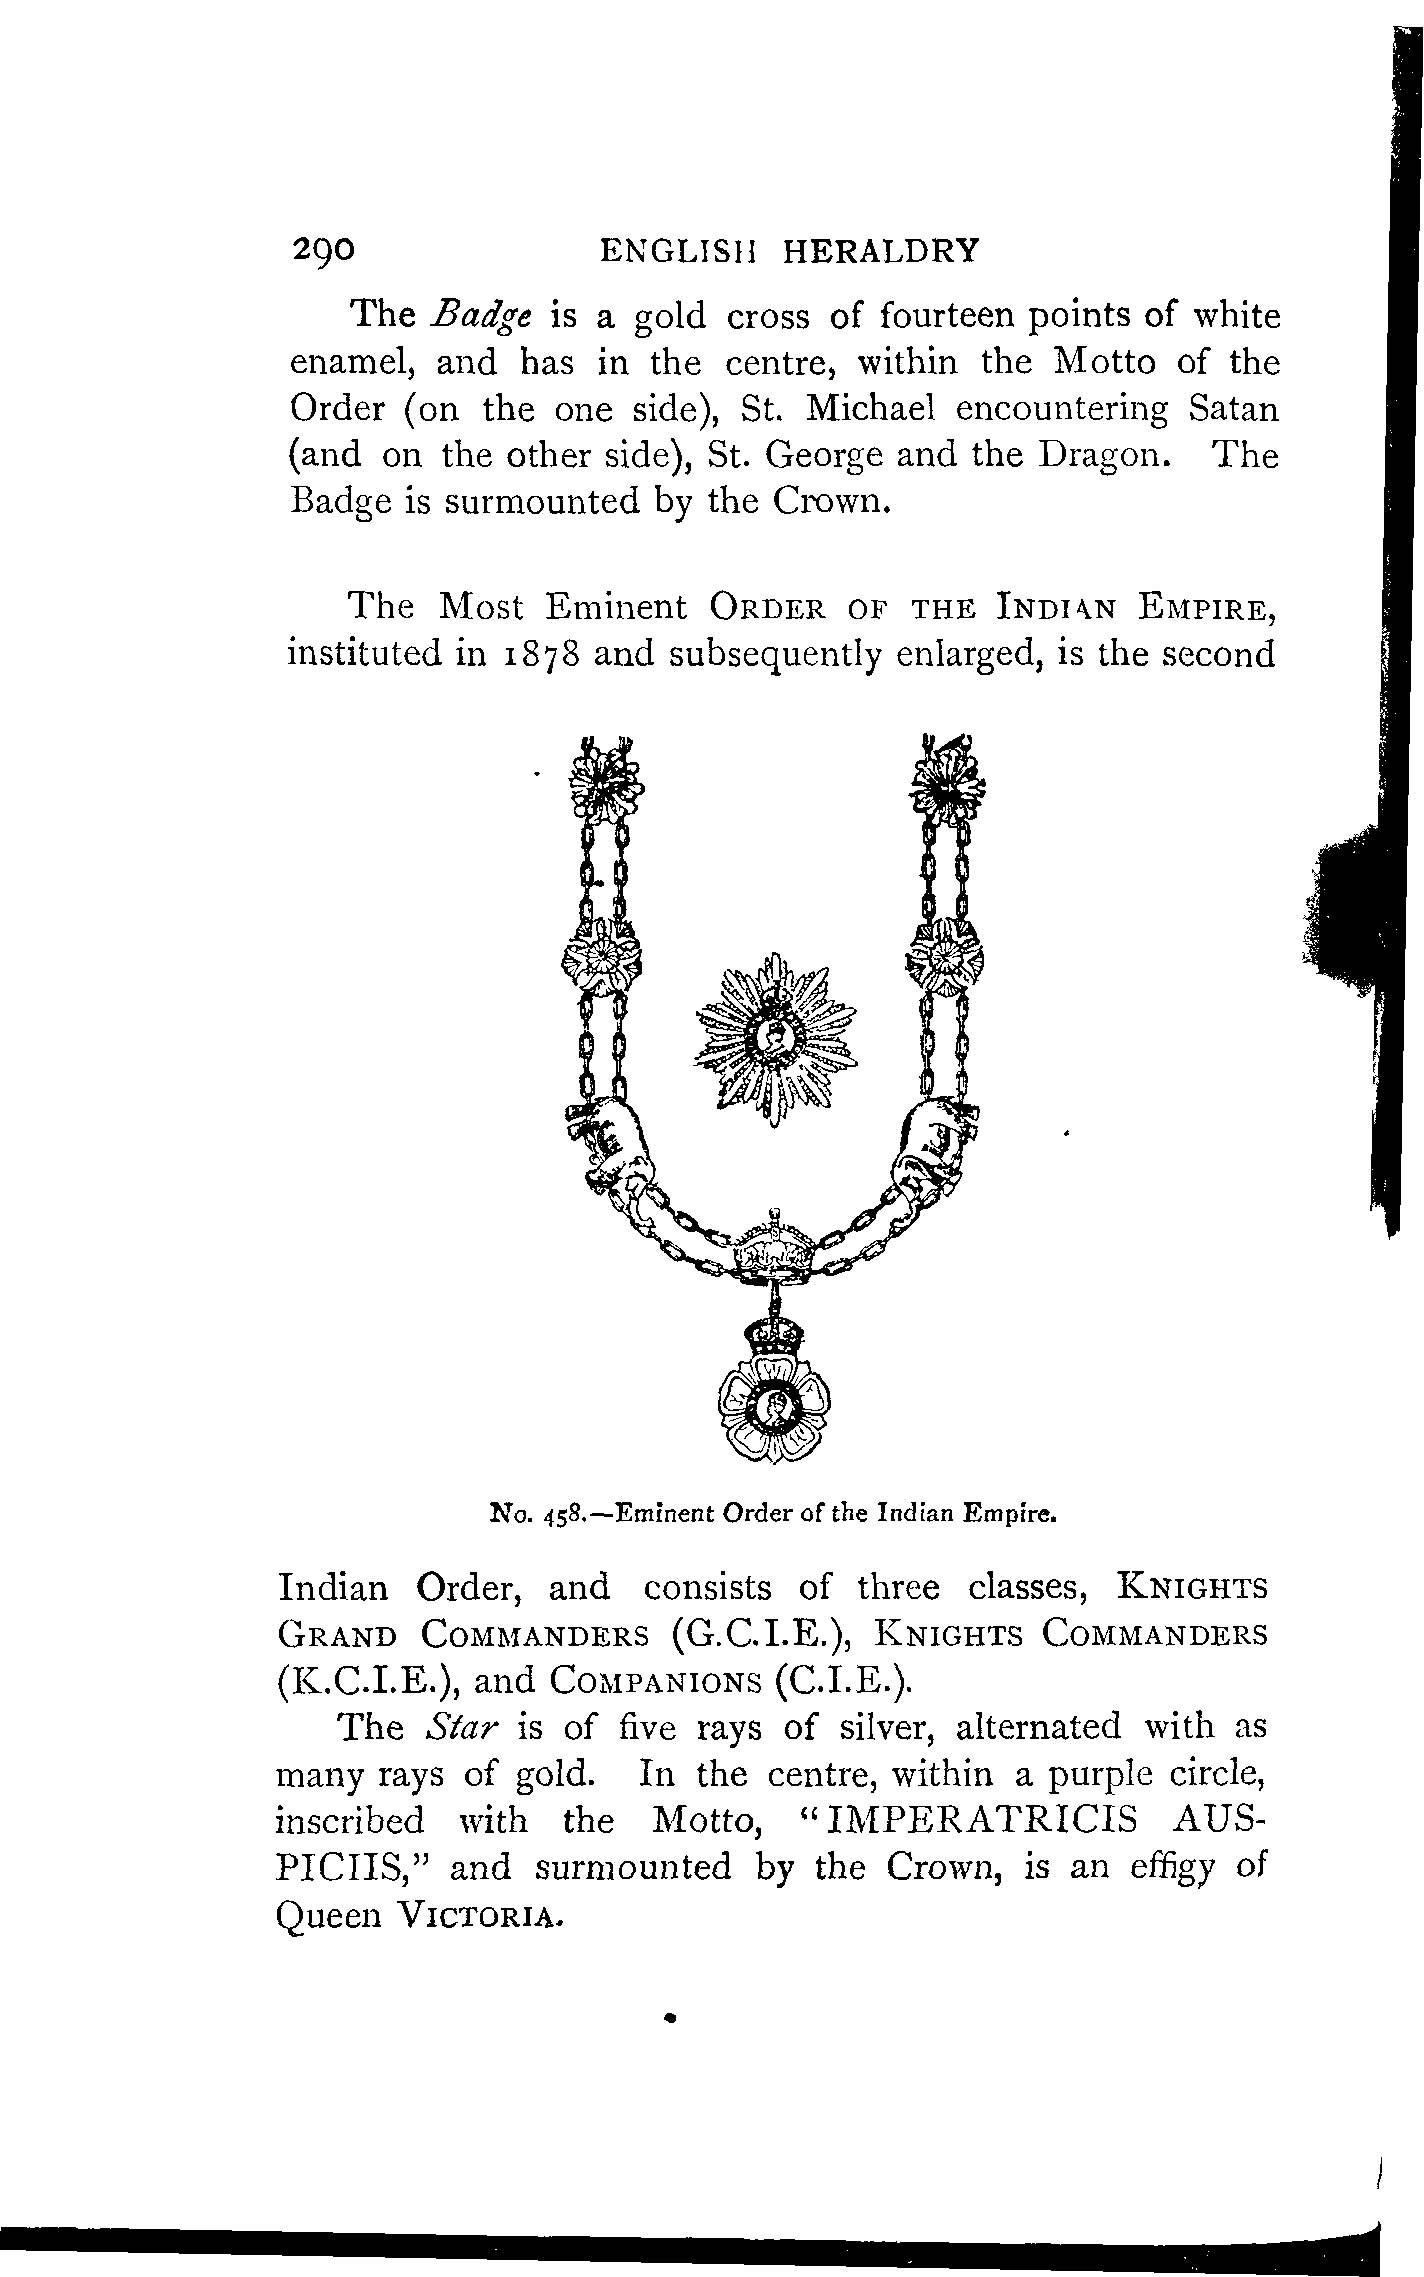 290 ENGLISH HERALDRY
The Badge is a gold cross of fourteen points of white
enamel, and has in the centre, within the Motto of the
Order (on the one side), St. Michael encountering Satan
(and on the other side), St. George and the Dragon. The
Badge is surmounted by the Crown.
The Most Eminent ORDER OF THE INDIAN EMPIRE,
instituted in 1878 and subsequently enlarged, is the second
No. 458.—Eminent Order of the Indian Empire.
Indian Order, and consists of three classes, KNIGHTS
GRAND COMMANDERS (G.C.I.E.), KNIGHTS COMMANDERS
(K.C.I.E.), and COMPANIONS (C.I.E.).
The Star is of five rays of silver, alternated with as
many rays of gold. In the centre, within a purple circle,
inscribed with the Motto, "IMPERATRICIS AUS-
PICIIS," and surmounted by the Crown, is an effigy of
Queen VICTORIA.